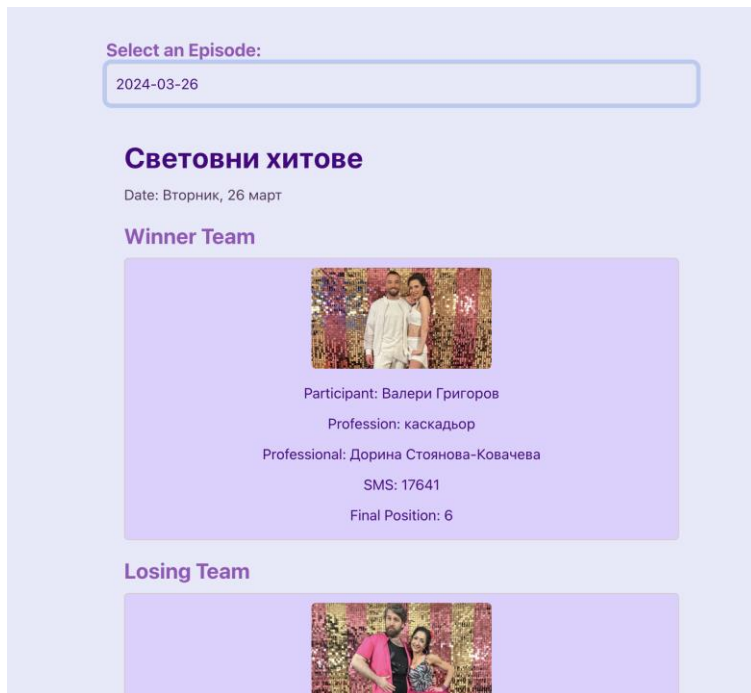 Select an Episode:
2024-03-26
Световни хитове
Date: Вторник, 26 март
Winner Team
Participant: Валери Григоров
Profession: каскадьор
Professional: Дорина Стоянова-Ковачева
SMS: 17641
Final Position: 6
Losing Team